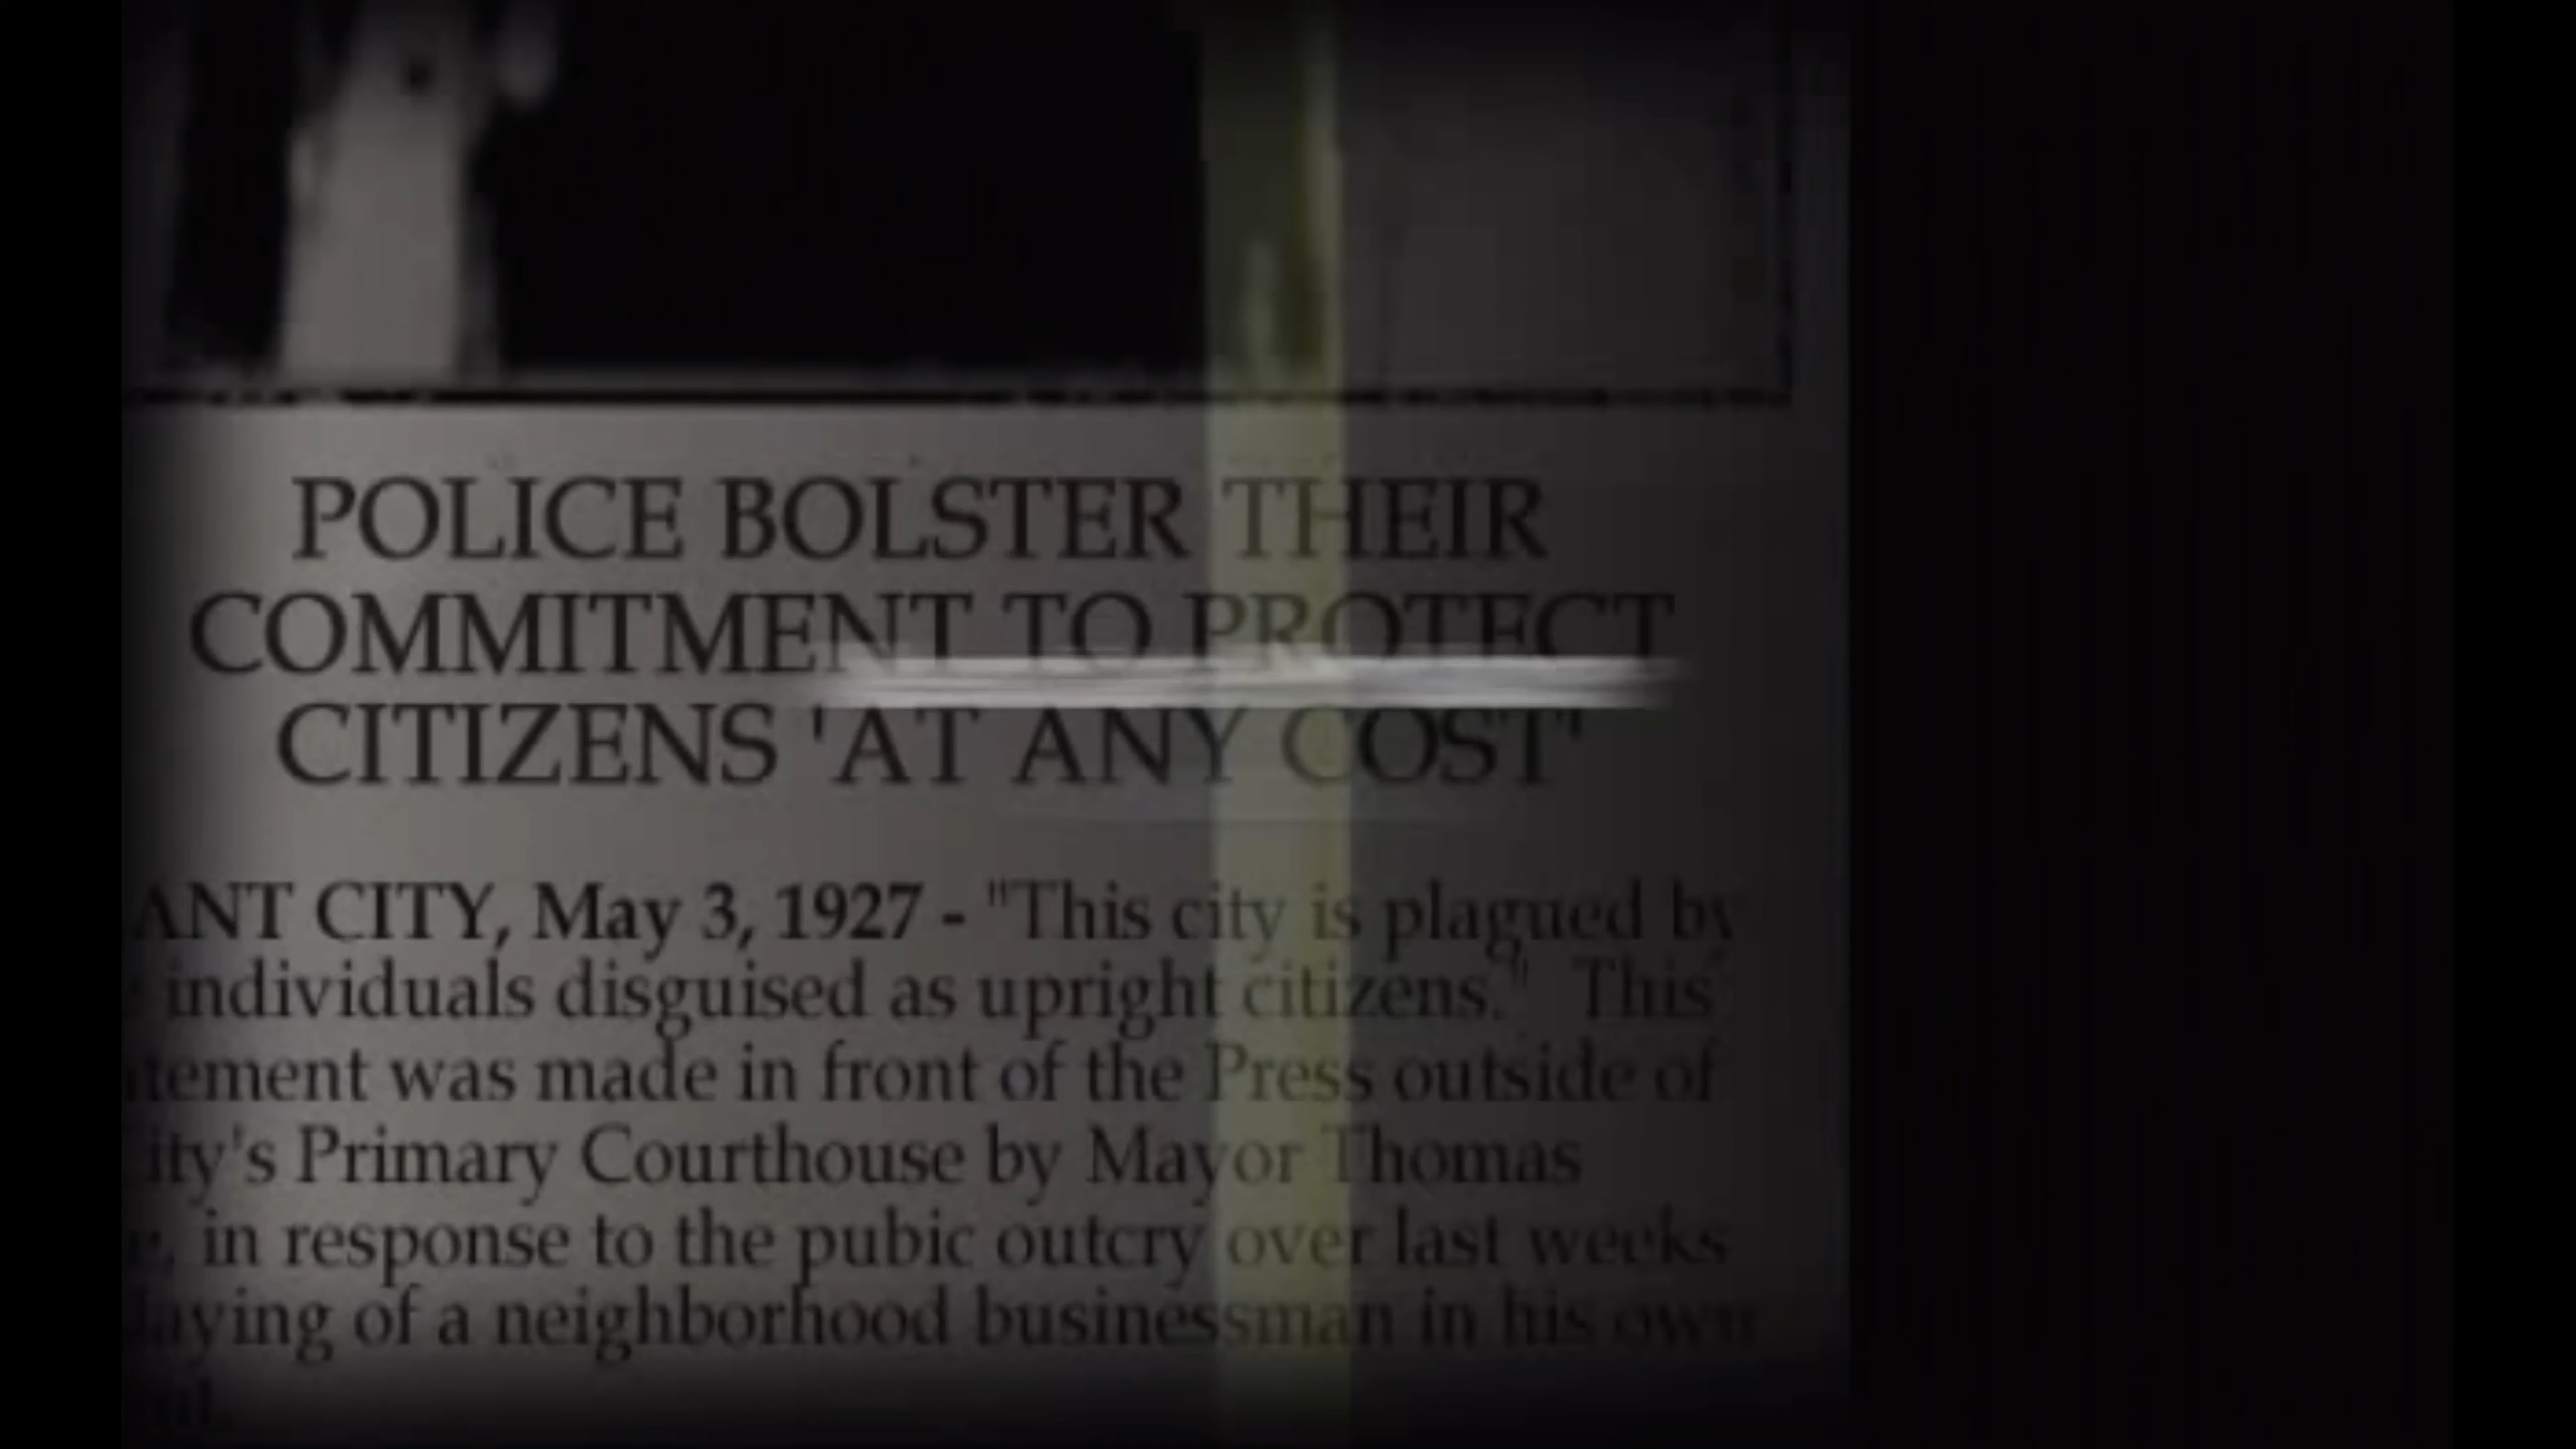 POLICE BOLSTER THEIR
COMMITMENT TO PROTECT
CITIZENS 'AT ANY COST'
ANT CITY, May 3, 1927 - "This city is plagued by
individuals disguised as upright citizens." This
tement was made in front of the Press outside of
ity's Primary Courthouse by Mayor Thomas
, in response to the pubic outcry over last weeks
laying of a neighborhood businessman in his own